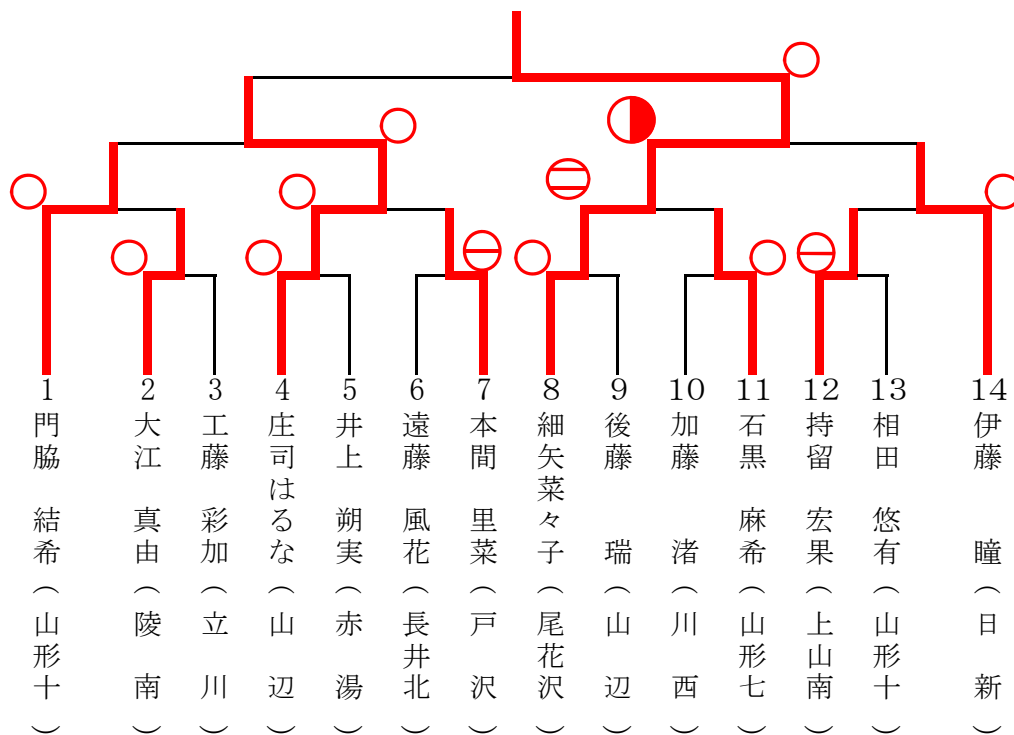 1 門脇 結希(山形十)
2 大江 真由(陵 南)
3 工藤 彩加(立 川)
4 庄司はるな(山 辺)
5 井上 朔実(赤 湯)
6 遠藤 風花(長井北)
7 本間 里菜(戸 沢)
8 細矢菜々子(尾花沢)
9 後藤 瑞(山 辺)
10 加藤 渚(川 西)
11 石黒 麻希(山形七)
12 持留 宏果(上山南)
13 相田 悠有(山形十)
14 伊藤 瞳(日 新)